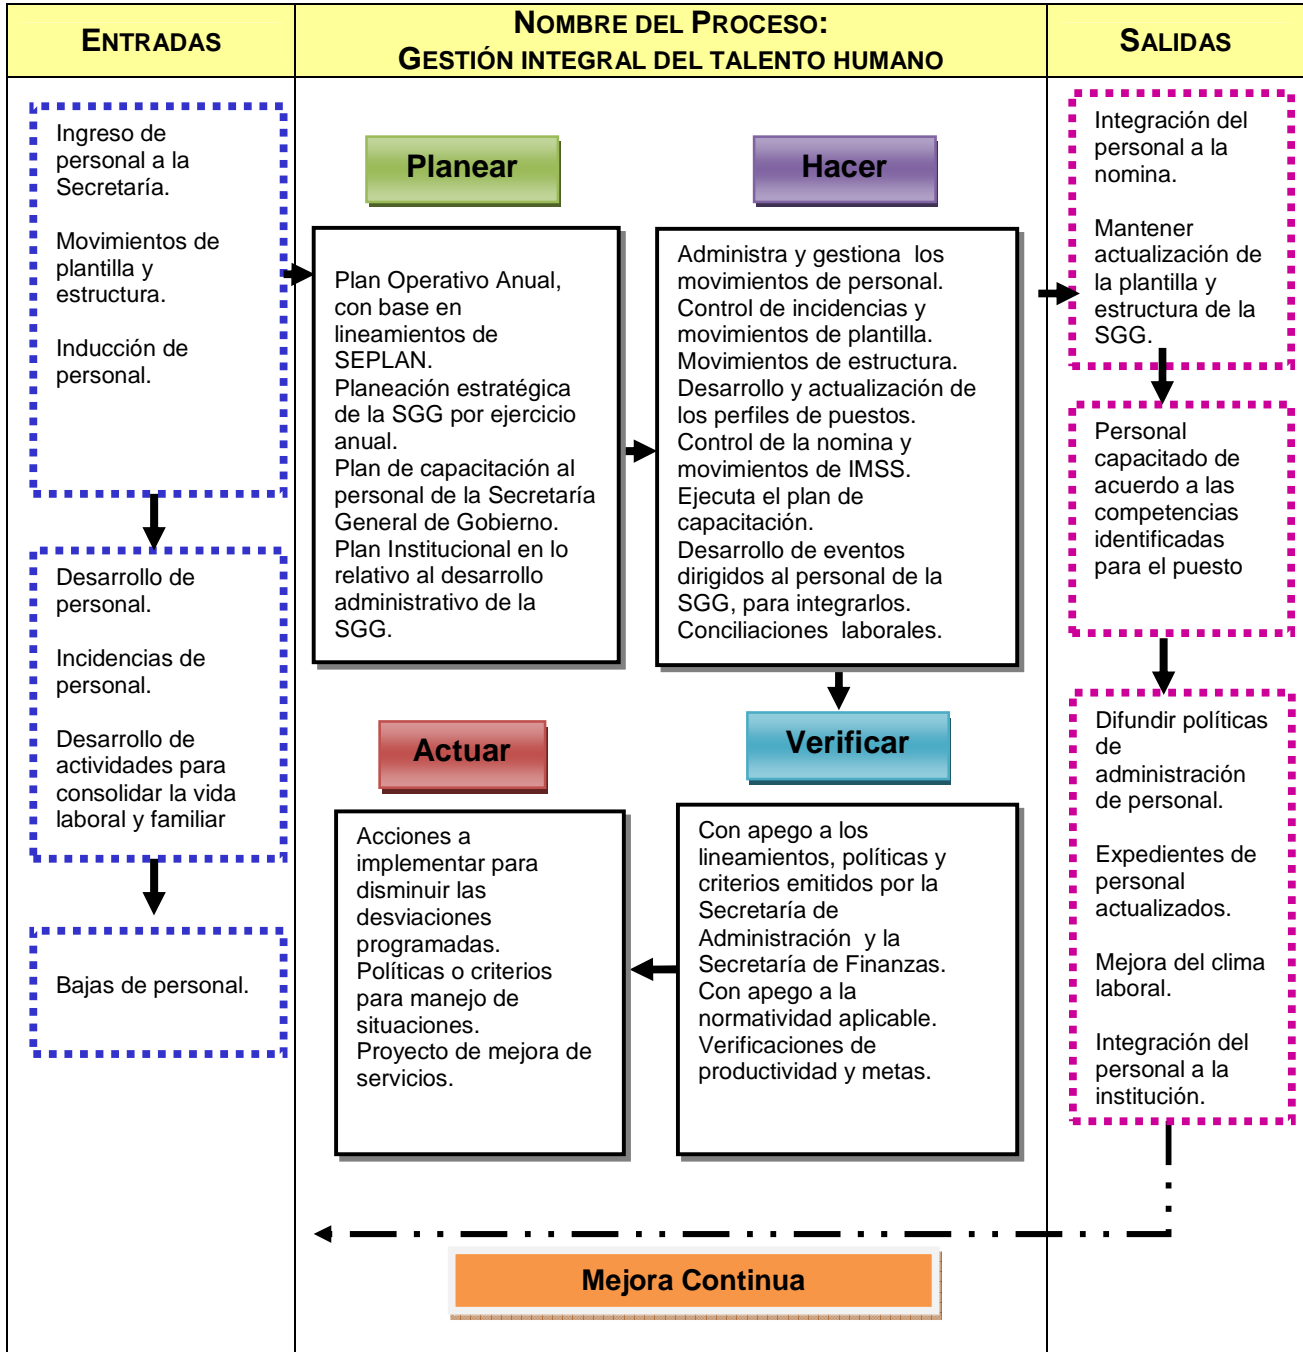 ENTRADAS
NOMBRE DEL PROCESO:
GESTIÓN INTEGRAL DEL TALENTO HUMANO
SALIDAS
Ingreso de
personal a la
Secretaría.
Movimientos de
plantilla y
estructura.
Inducción de
personal.
Desarrollo de
personal.
Incidencias de
personal.
Desarrollo de
actividades para
consolidar la vida
laboral y familiar
Bajas de personal.
Planear
Plan Operativo Anual,
con base en
lineamientos de
SEPLAN.
Planeación estratégica
de la SGG por ejercicio
anual.
Plan de capacitación al
personal de la Secretaría
General de Gobierno.
Plan Institucional en lo
relativo al desarrollo
administrativo de la
SGG.
Hacer
Administra y gestiona los
movimientos de personal.
Control de incidencias y
movimientos de plantilla.
Movimientos de estructura.
Desarrollo y actualización de
los perfiles de puestos.
Control de la nomina y
movimientos de IMSS.
Ejecuta el plan de
capacitación.
Desarrollo de eventos
dirigidos al personal de la
SGG, para integrarlos.
Conciliaciones laborales.
Actuar
Acciones a
implementar para
disminuir las
desviaciones
programadas.
Políticas o criterios
para manejo de
situaciones.
Proyecto de mejora de
servicios.
Verificar
Con apego a los
lineamientos, políticas y
criterios emitidos por la
Secretaría de
Administración y la
Secretaría de Finanzas.
Con apego a la
normatividad aplicable.
Verificaciones de
productividad y metas.
Integración del
personal a la
nomina.
Mantener
actualización de
la plantilla y
estructura de la
SGG.
Personal
capacitado de
acuerdo a las
competencias
identificadas
para el puesto
Difundir políticas
de
administración
de personal.
Expedientes de
personal
actualizados.
Mejora del clima
laboral.
Integración del
personal a la
institución.
Mejora Continua